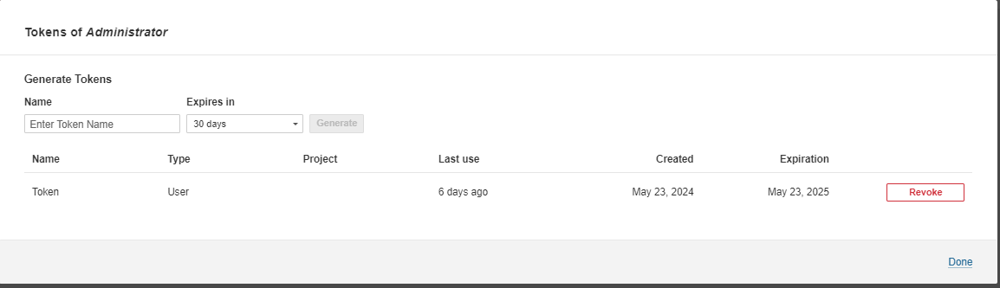 Tokens of Administrator
Generate Tokens
Name Expires in
Enter Token Name 30 days Generate
Name Type Project Last use Created Expiration
Token User 6 days ago May 23, 2024 May 23, 2025 Revoke
Done